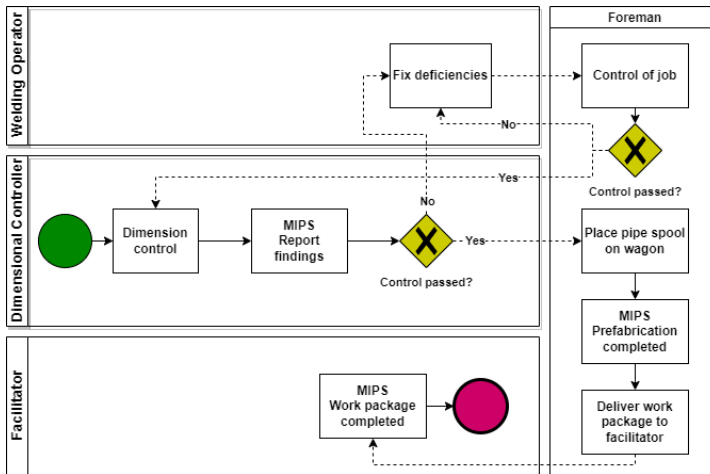 Foreman
Welding Operator
Fix deficiencies
Control of job
No
Control passed?
Yes
Dimensional Controller
Dimension
control
MIPS
Report
findings
No
Control passed?
Yes
Place pipe spool
on wagon
MIPS
Prefabrication
completed
Facilitator
MIPS
Work package
completed
Deliver work
package to
facilitator